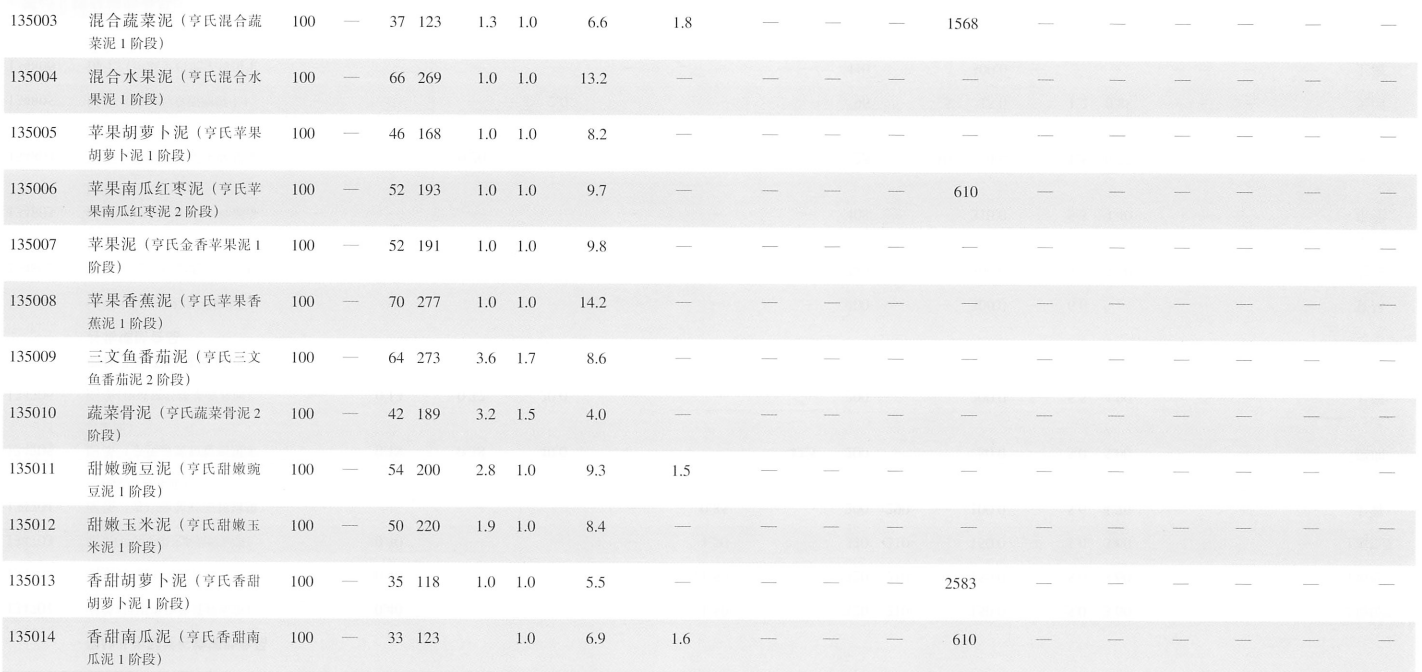 135003 混合蔬菜泥（亨氏混合蔬 100 — 37 123 1.3 1.0 6.6 1.8 — — — 1568 — — — — —
菜泥 1 阶段）
135004 混合水果泥（亨氏混合水 100 — 66 269 1.0 1.0 13.2 — — — — — — — — — —
果泥 1 阶段）
135005 苹果胡萝卜泥（亨氏苹果 100 — 46 168 1.0 1.0 8.2 — — — — — — — — — —
胡萝卜泥 1 阶段）
135006 苹果南瓜红枣泥（亨氏苹 100 — 52 193 1.0 1.0 9.7 — — — — 610 — — — — —
果南瓜红枣泥 2 阶段）
135007 苹果泥（亨氏金香苹果泥 1 100 — 52 191 1.0 1.0 9.8 — — — — — — — — — —
阶段）
135008 苹果香蕉泥（亨氏苹果香 100 — 70 277 1.0 1.0 14.2 — — — — — — — — — —
蕉泥 1 阶段）
135009 三文鱼番茄泥（亨氏三文 100 — 64 273 3.6 1.7 8.6 — — — — — — — — — —
鱼番茄泥 2 阶段）
135010 蔬菜骨泥（亨氏蔬菜骨泥 2 100 — 42 189 3.2 1.5 4.0 — — — — — — — — — —
阶段）
135011 甜嫩豌豆泥（亨氏甜嫩豌 100 — 54 200 2.8 1.0 9.3 1.5 — — — — — — — — —
豆泥 1 阶段）
135012 甜嫩玉米泥（亨氏甜嫩玉 100 — 50 220 1.9 1.0 8.4 — — — — — — — — — —
米泥 1 阶段）
135013 香甜胡萝卜泥（亨氏香甜 100 — 35 118 1.0 1.0 5.5 — — — — 2583 — — — — —
胡萝卜泥 1 阶段）
135014 香甜南瓜泥（亨氏香甜南 100 — 33 123 1.0 6.9 1.6 — — — 610 — — — — —
瓜泥 1 阶段）